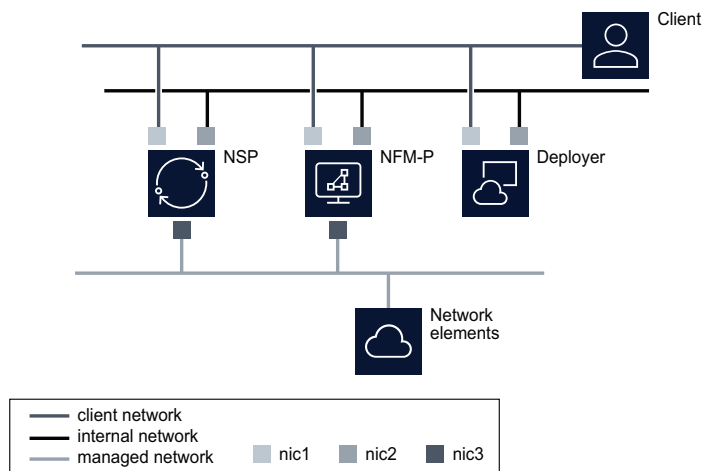 Client
NSP
NFM-P
Deployer
Network
elements
client network
internal network
managed network
nic1
nic2
nic3